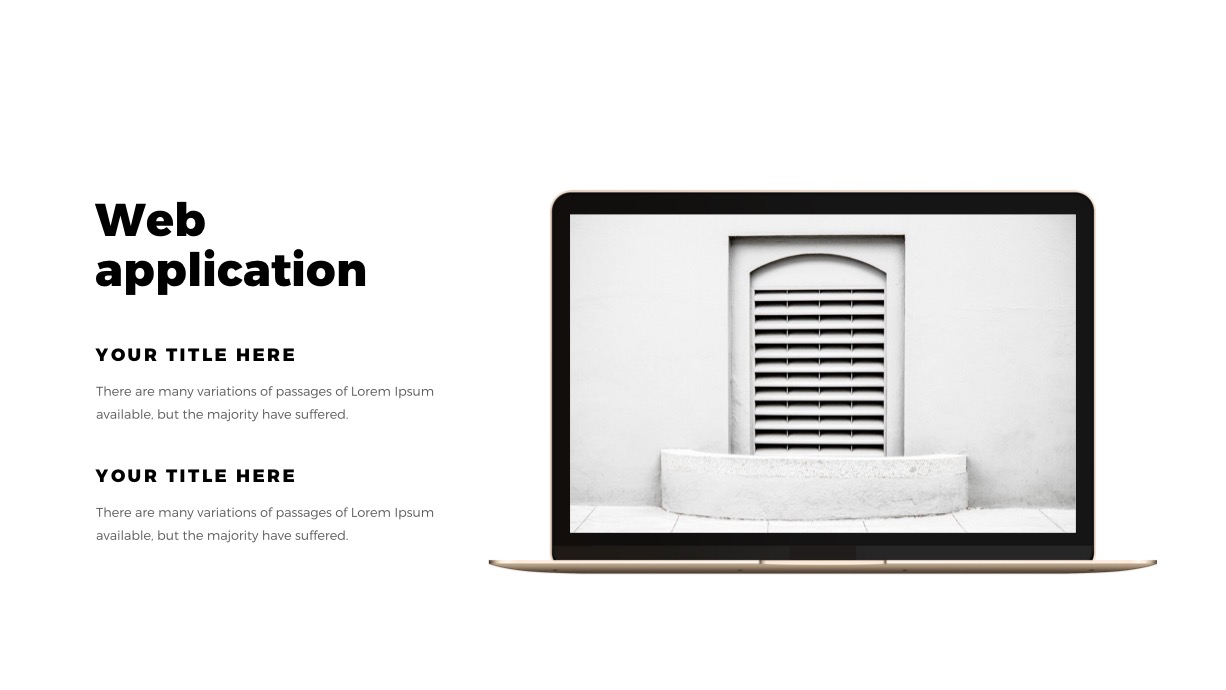 Web
application
YOUR TITLE HERE
There are many variations of passages of Lorem Ipsum
available, but the majority have suffered.
YOUR TITLE HERE
There are many variations of passages of Lorem Ipsum
available, but the majority have suffered.